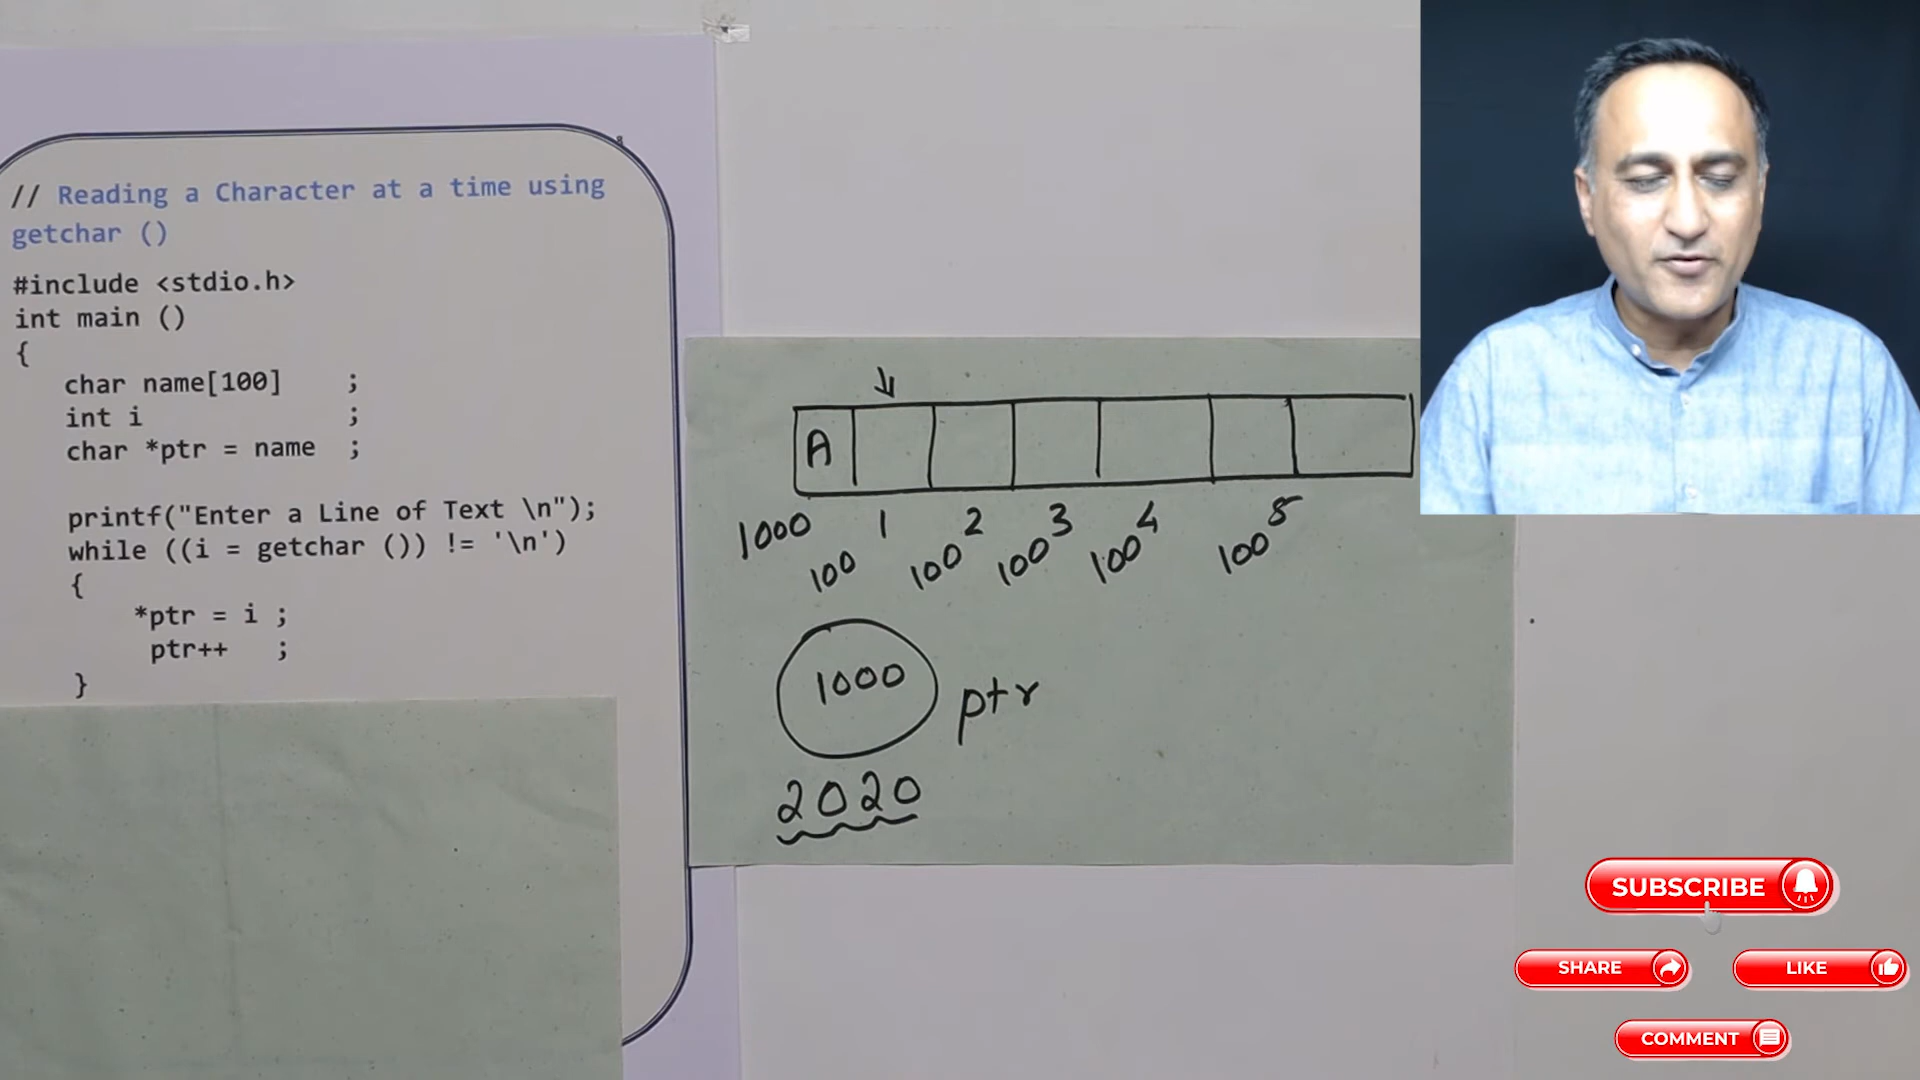 // Reading a Character at a time using
getchar ()
#include <stdio.h>
int main ()
{
char name[100] ;
int i ;
char *ptr = name ;
printf("Enter a Line of Text \n");
while ((i = getchar ()) != '\n')
{
*ptr = i ;
ptr++ ;
}
A
1000 1001 1002 1003 1004 1005
1000 ptr
2020
SUBSCRIBE
SHARE LIKE
COMMENT